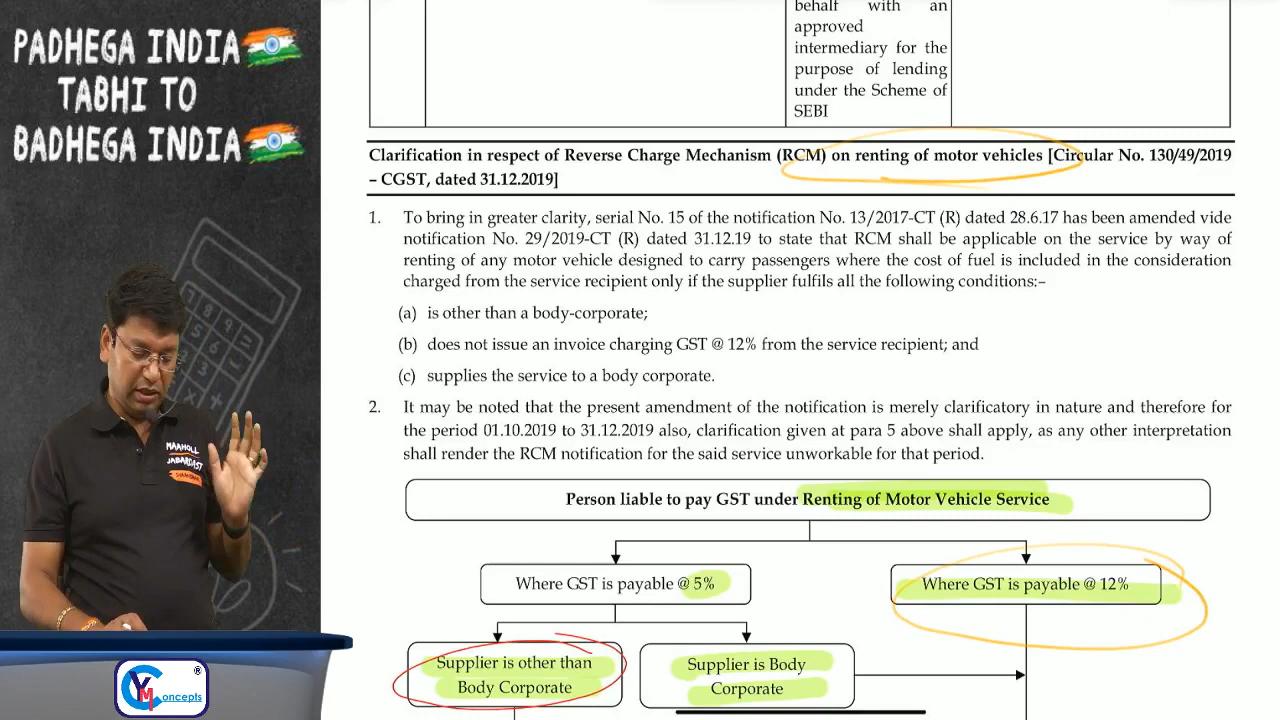 PADHEGA INDIA
TABHI TO
BADHEGA INDIA
behalf with an
approved
intermediary for the
purpose of lending
under the Scheme of
SEBI
Clarification in respect of Reverse Charge Mechanism (RCM) on renting of motor vehicles [Circular No. 130/49/2019
– CGST, dated 31.12.2019]
1. To bring in greater clarity, serial No. 15 of the notification No. 13/2017-CT (R) dated 28.6.17 has been amended vide
notification No. 29/2019-CT (R) dated 31.12.19 to state that RCM shall be applicable on the service by way of
renting of any motor vehicle designed to carry passengers where the cost of fuel is included in the consideration
charged from the service recipient only if the supplier fulfils all the following conditions:–
(a) is other than a body-corporate;
(b) does not issue an invoice charging GST @ 12% from the service recipient; and
(c) supplies the service to a body corporate.
2. It may be noted that the present amendment of the notification is merely clarificatory in nature and therefore for
the period 01.10.2019 to 31.12.2019 also, clarification given at para 5 above shall apply, as any other interpretation
shall render the RCM notification for the said service unworkable for that period.
Person liable to pay GST under Renting of Motor Vehicle Service
Where GST is payable @ 5%
Where GST is payable @ 12%
Supplier is other than
Body Corporate
Supplier is Body
Corporate
MAAHOLL
JABARDAST
YM Concepts
®